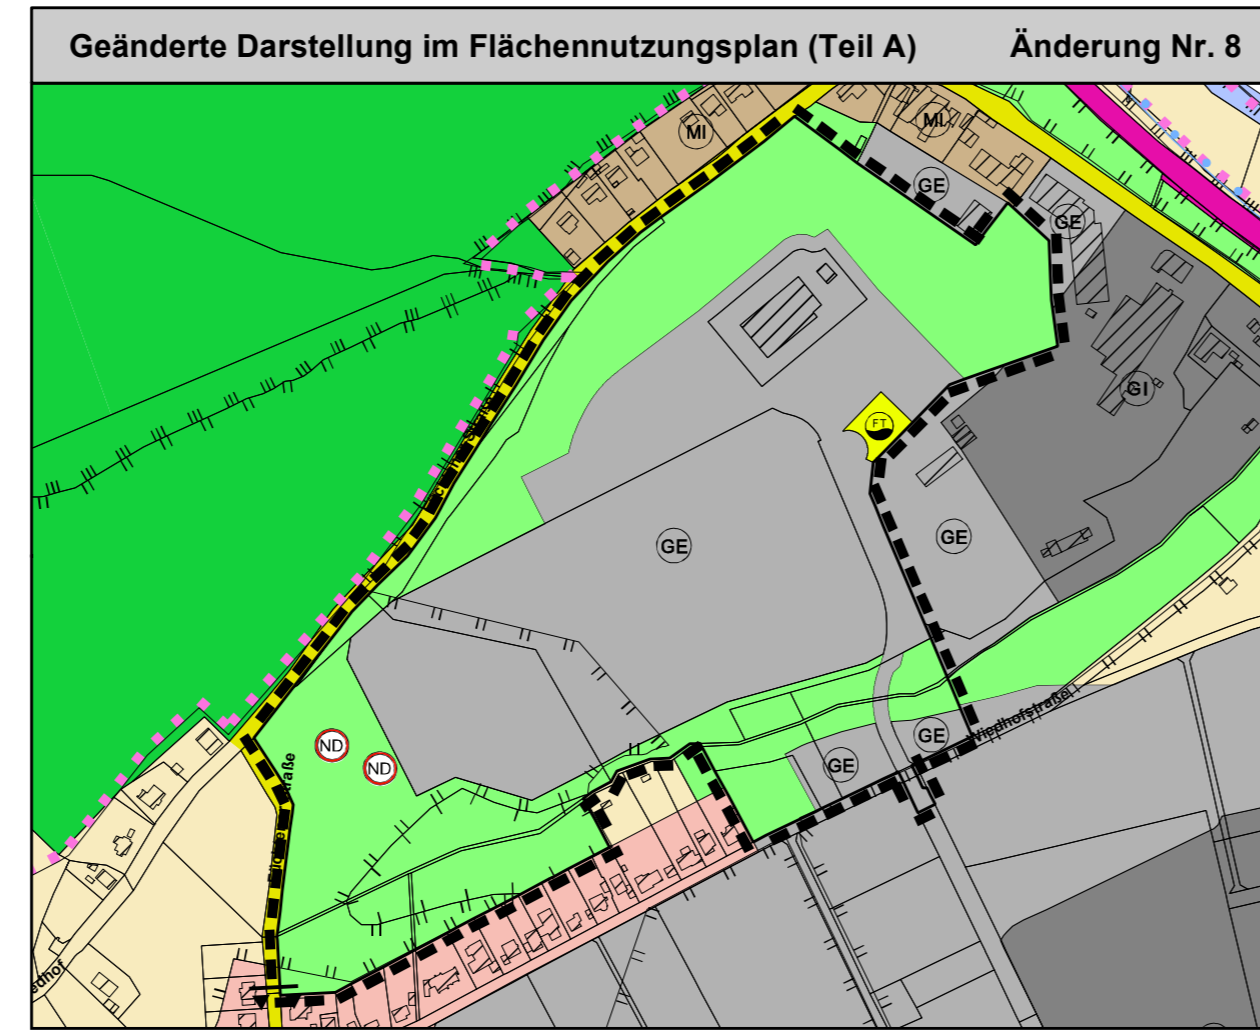 Geänderte Darstellung im Flächennutzungsplan (Teil A) Änderung Nr. 8
MI
MI
GE
GE
GI
FT
GE
GE
ND
ND
GE
GE
Wiedhofstraße